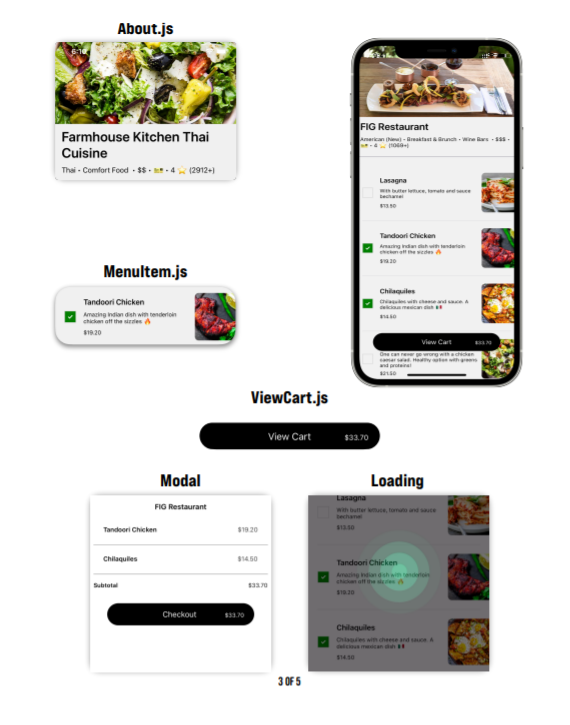 About.js
6:10
Farmhouse Kitchen Thai
Cuisine
Thai • Comfort Food • $$ • 🎫 • 4 ⭐ (2912+)
FIG Restaurant
American (New) • Breakfast & Brunch • Wine Bars • $$$ •
🎫 • 4 ⭐ (1069+)
Lasagna
With butter lettuce, tomato and sauce
bechamel
$13.50
Tandoori Chicken
Amazing Indian dish with tenderloin
chicken off the sizzles 🔥
$19.20
Chilaquiles
Chilaquiles with cheese and sauce. A
delicious mexican dish 🇲🇽
$14.50
View Cart $33.70
One can never go wrong with a chicken
caesar salad. Healthy option with greens
and proteins!
$21.50
MenuItem.js
Tandoori Chicken
Amazing Indian dish with tenderloin
chicken off the sizzles 🔥
$19.20
ViewCart.js
View Cart $33.70
Modal
FIG Restaurant
Tandoori Chicken $19.20
Chilaquiles $14.50
Subtotal $33.70
Checkout $33.70
Loading
Lasagna
With butter lettuce, tomato and sauce
bechamel
$13.50
Tandoori Chicken
Amazing Indian dish with tenderloin
chicken off the sizzles 🔥
$19.20
Chilaquiles
Chilaquiles with cheese and sauce. A
delicious mexican dish 🇲🇽
$14.50
3 OF 5